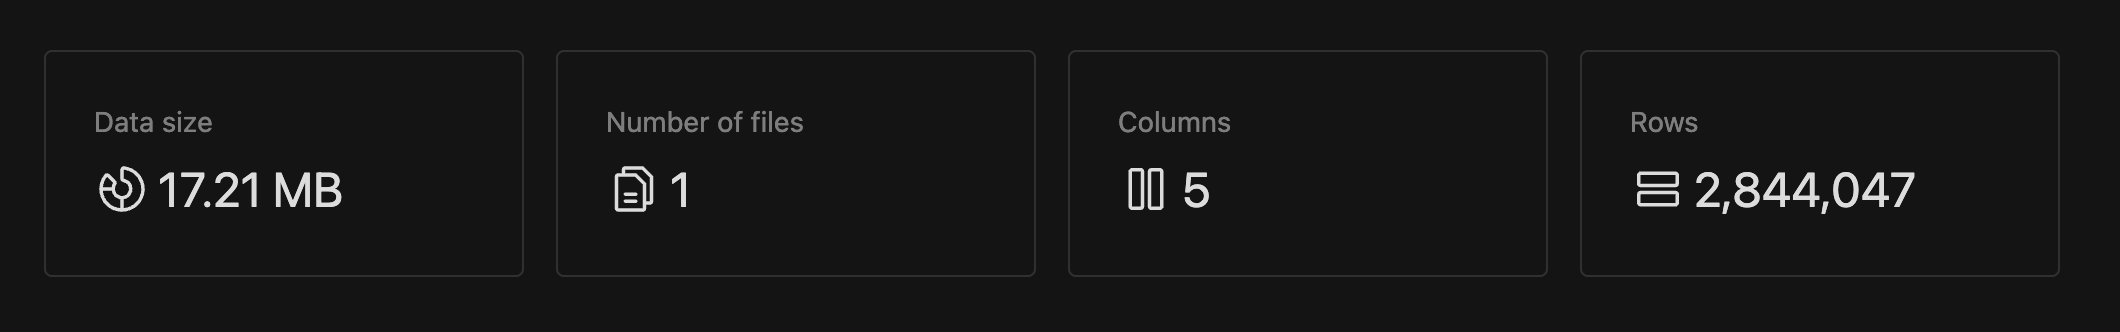 Data size
17.21 MB
Number of files
1
Columns
5
Rows
2,844,047